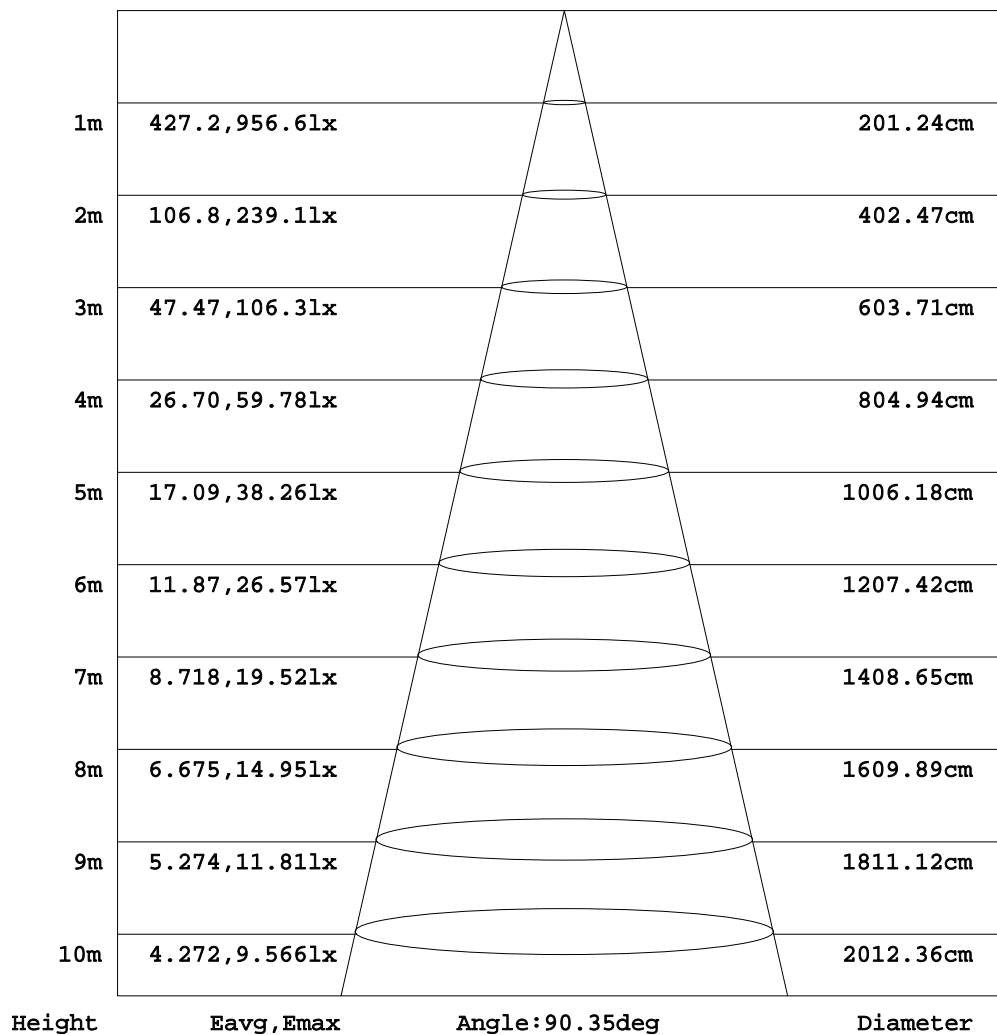 1m 427.2,956.6lx 201.24cm
2m 106.8,239.1lx 402.47cm
3m 47.47,106.3lx 603.71cm
4m 26.70,59.78lx 804.94cm
5m 17.09,38.26lx 1006.18cm
6m 11.87,26.57lx 1207.42cm
7m 8.718,19.52lx 1408.65cm
8m 6.675,14.95lx 1609.89cm
9m 5.274,11.81lx 1811.12cm
10m 4.272,9.566lx 2012.36cm
Height Eavg,Emax Angle:90.35deg Diameter